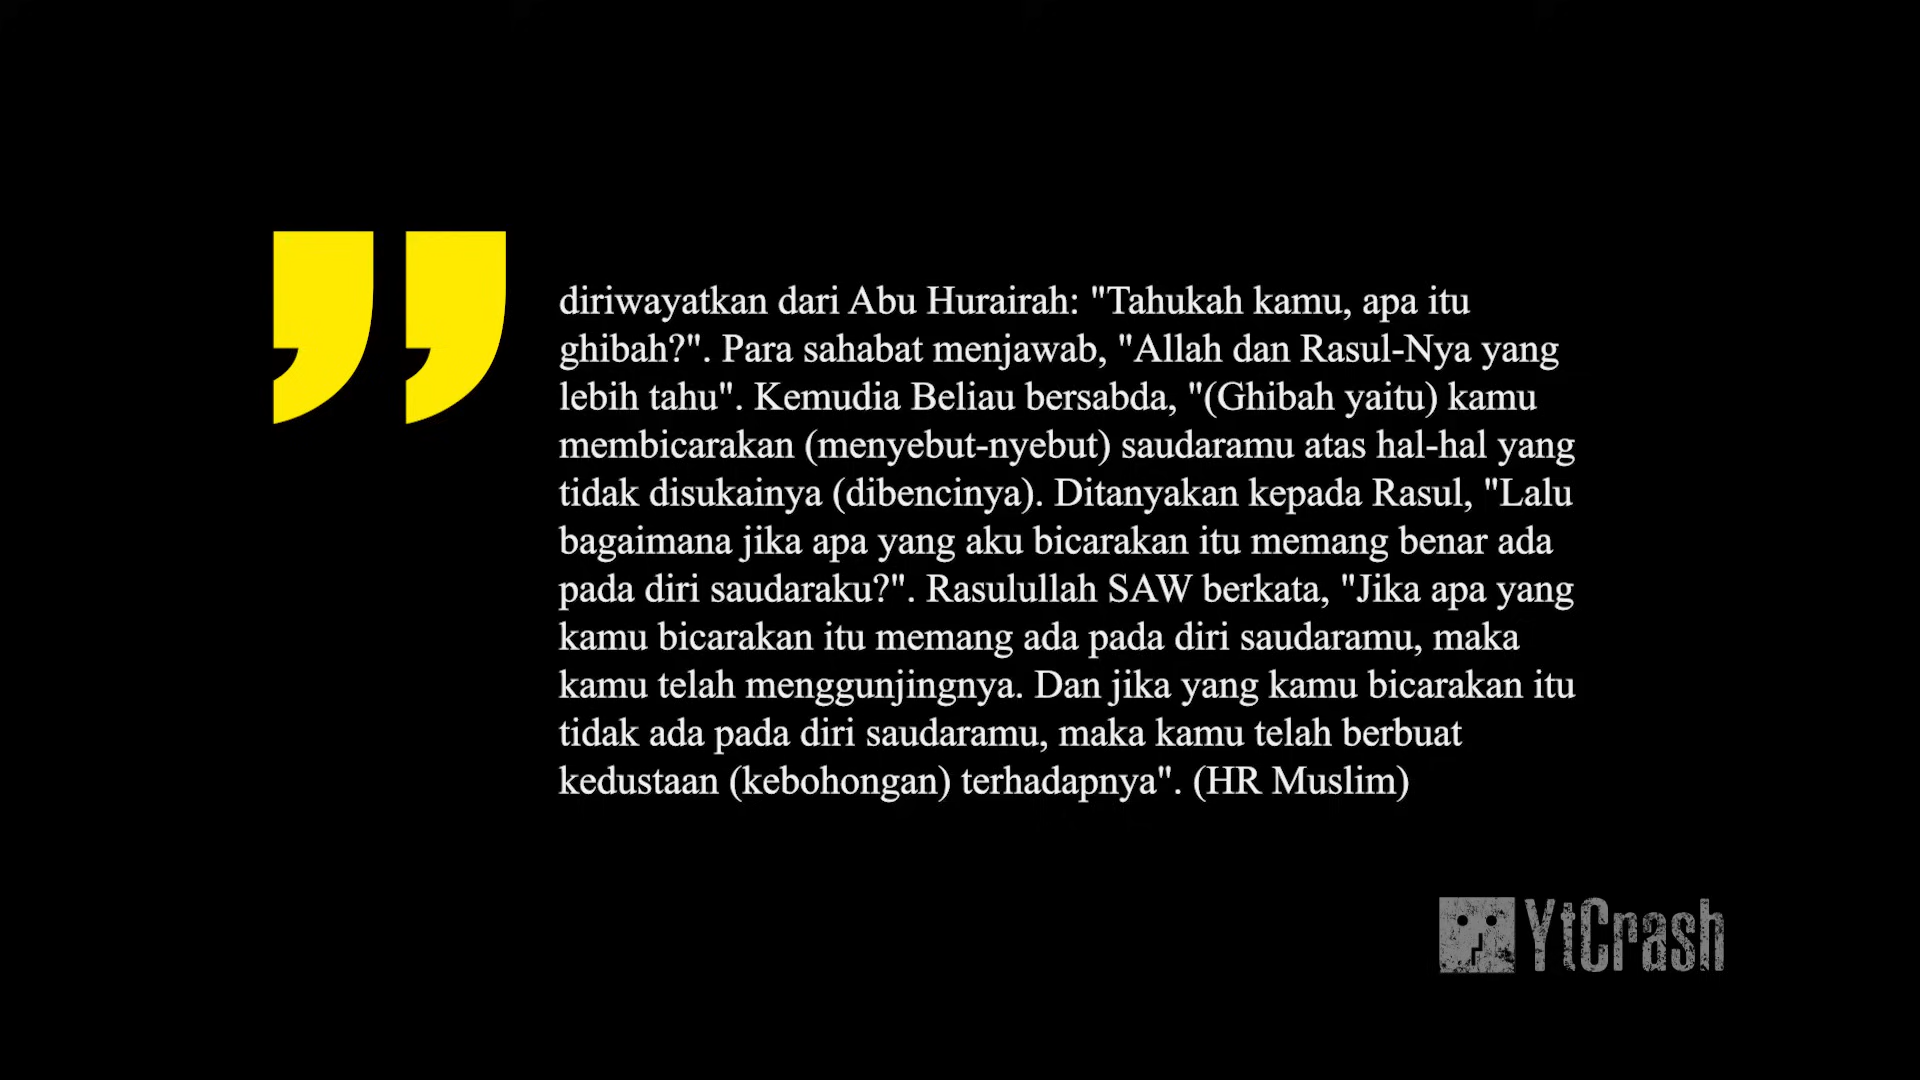 diriwayatkan dari Abu Hurairah: "Tahukah kamu, apa itu
ghibah?". Para sahabat menjawab, "Allah dan Rasul-Nya yang
lebih tahu". Kemudia Beliau bersabda, "(Ghibah yaitu) kamu
membicarakan (menyebut-nyebut) saudaramu atas hal-hal yang
tidak disukainya (dibencinya). Ditanyakan kepada Rasul, "Lalu
bagaimana jika apa yang aku bicarakan itu memang benar ada
pada diri saudaraku?". Rasulullah SAW berkata, "Jika apa yang
kamu bicarakan itu memang ada pada diri saudaramu, maka
kamu telah menggunjingnya. Dan jika yang kamu bicarakan itu
tidak ada pada diri saudaramu, maka kamu telah berbuat
kedustaan (kebohongan) terhadapnya". (HR Muslim)
YtCrash